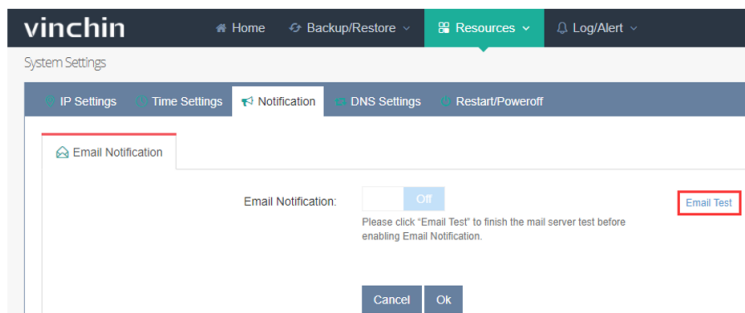 vinchin Home Backup/Restore Resources Log/Alert
System Settings
IP Settings Time Settings Notification DNS Settings Restart/Poweroff
Email Notification
Email Notification: Off Email Test
Please click “Email Test” to finish the mail server test before
enabling Email Notification.
Cancel Ok